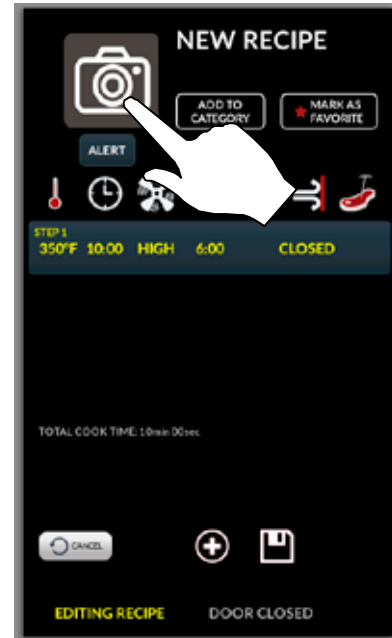 NEW RECIPE
ADD TO
CATEGORY
MARK AS
FAVORITE
ALERT
STEP 1
350°F 10:00 HIGH 6:00 CLOSED
TOTAL COOK TIME: 10min 00sec
CANCEL
EDITING RECIPE DOOR CLOSED